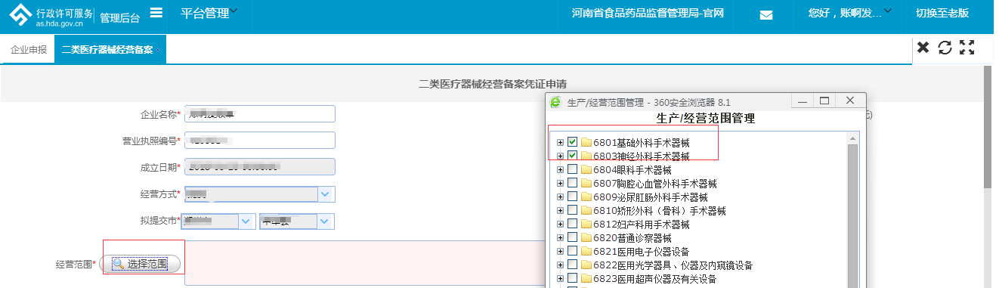 行政许可服务
as.hda.gov.cn
管理后台
平台管理
河南省食品药品监督管理局-官网
您好，账啊发...
切换至老版
企业申报
二类医疗器械经营备案
二类医疗器械经营备案凭证申请
生产/经营范围管理 - 360安全浏览器 8.1
生产/经营范围管理
企业名称*
营业执照编号*
成立日期*
经营方式*
拟提交市*
经营范围*
选择范围
6801基础外科手术器械
6803神经外科手术器械
6804眼科手术器械
6807胸腔心血管外科手术器械
6809泌尿肛肠外科手术器械
6810矫形外科（骨科）手术器械
6812妇产科用手术器械
6820普通诊察器械
6821医用电子仪器设备
6822医用光学器具、仪器及内窥镜设备
6823医用超声仪器及有关设备